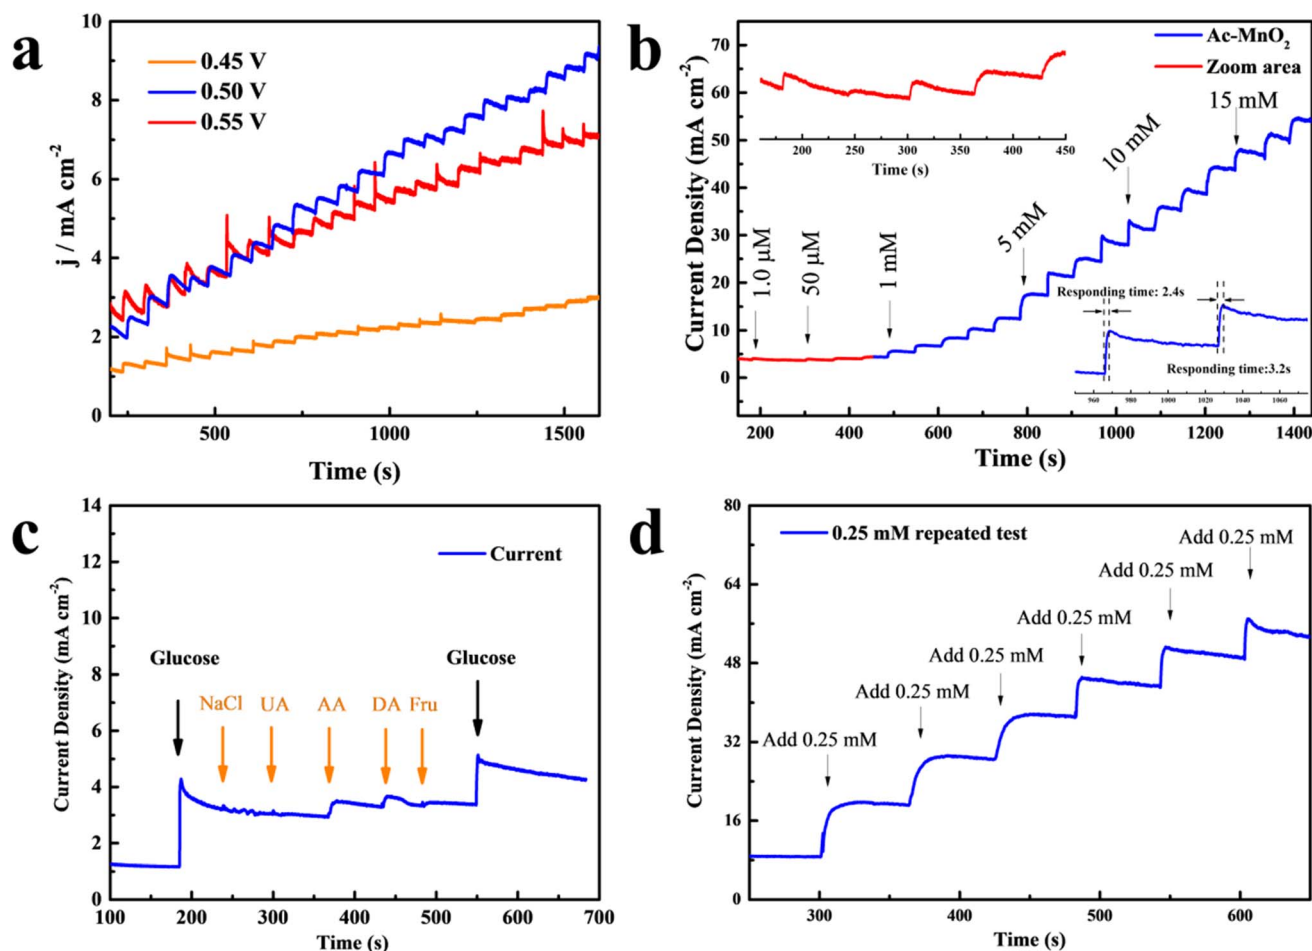 a
10
8
6
4
2
0
j / mA cm-2
0.45 V
0.50 V
0.55 V
500
1000
1500
Time (s)
b
70
60
50
40
30
20
10
0
Current Density (mA cm-2)
Ac-MnO2
Zoom area
200
250
300
350
400
450
Time (s)
1.0 μM
50 μM
1 mM
5 mM
10 mM
15 mM
Responding time: 2.4s
Responding time:3.2s
960
980
1000
1020
1040
1060
200
400
600
800
1000
1200
1400
Time (s)
c
14
12
10
8
6
4
2
0
Current Density (mA cm-2)
Current
Glucose
NaCl
UA
AA
DA
Fru
Glucose
100
200
300
400
500
600
700
Time (s)
d
80
64
48
32
16
0
Current Density (mA cm-2)
0.25 mM repeated test
Add 0.25 mM
Add 0.25 mM
Add 0.25 mM
Add 0.25 mM
Add 0.25 mM
Add 0.25 mM
300
400
500
600
Time (s)